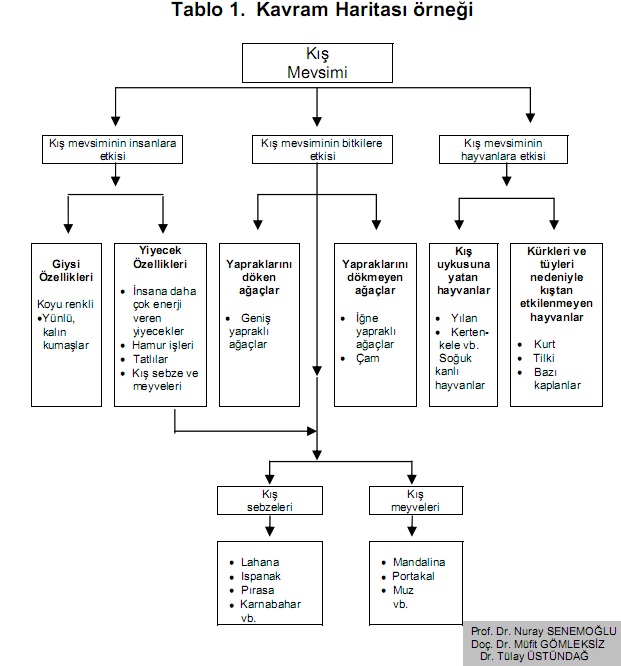 Tablo 1.  Kavram Haritası örneği
Kış
Mevsimi
Kış mevsiminin insanlara
etkisi
Kış mevsiminin bitkilere
etkisi
Kış mevsiminin
hayvanlara etkisi
Giysi
Özellikleri
Koyu renkli
•Yünlü,
kalın
kumaşlar
Yiyecek
Özellikleri
• İnsana daha
çok enerji
veren
yiyecekler
• Hamur işleri
• Tatlılar
• Kış sebze ve
meyveleri
Yapraklarını
döken
ağaçlar
• Geniş
yapraklı
ağaçlar
Yapraklarını
dökmeyen
ağaçlar
• İğne
yapraklı
ağaçlar
• Çam
Kış
uykusuna
yatan
hayvanlar
• Yılan
• Kerten-
kele vb.
Soğuk
kanlı
hayvanlar
Kürkleri ve
tüyleri
nedeniyle
kıştan
etkilenmeyen
hayvanlar
• Kurt
• Tilki
• Bazı
kaplanlar
Kış
sebzeleri
Kış
meyveleri
• Lahana
• Ispanak
• Pırasa
• Karnabahar
vb.
• Mandalina
• Portakal
• Muz
vb.
Prof. Dr. Nuray SENEMOĞLU
Doç. Dr. Müfit GÖMLEKSİZ
Dr. Tülay ÜSTÜNDAĞ